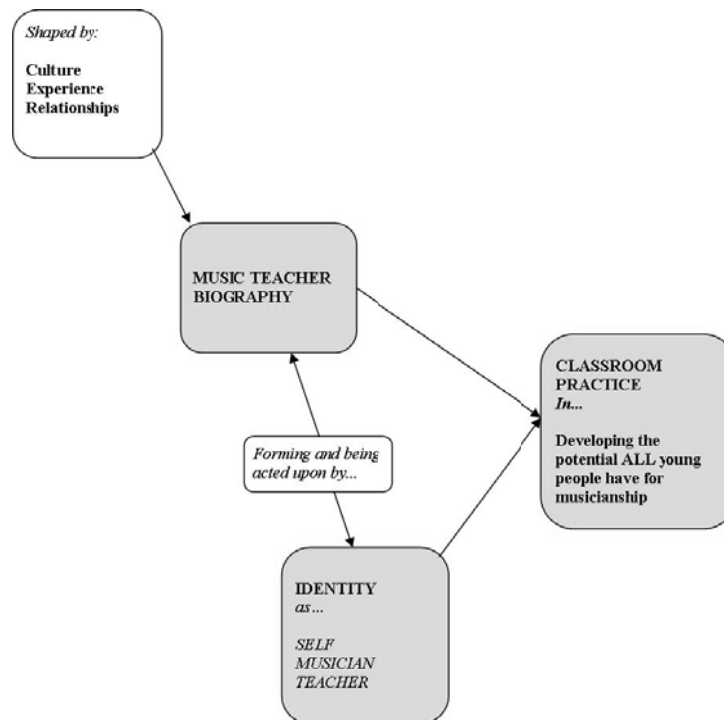 Shaped by:
Culture
Experience
Relationships
MUSIC TEACHER
BIOGRAPHY
CLASSROOM
PRACTICE
In...
Developing the
potential ALL young
people have for
musicianship
Forming and being
acted upon by...
IDENTITY
as...
SELF
MUSICIAN
TEACHER